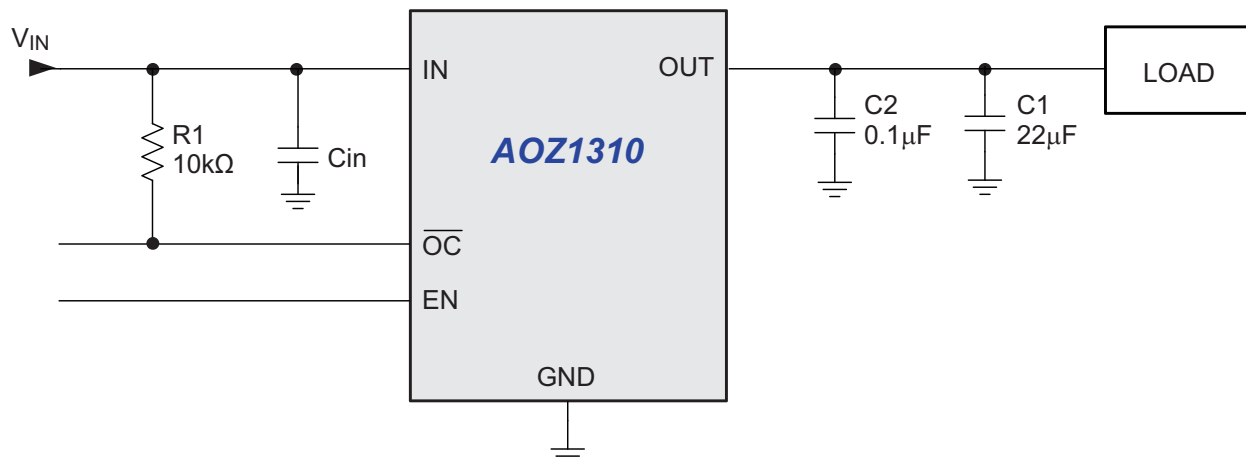 VIN
IN
OUT
LOAD
R1
10kΩ
Cin
AOZ1310
C2
0.1μF
C1
22μF
OC
EN
GND